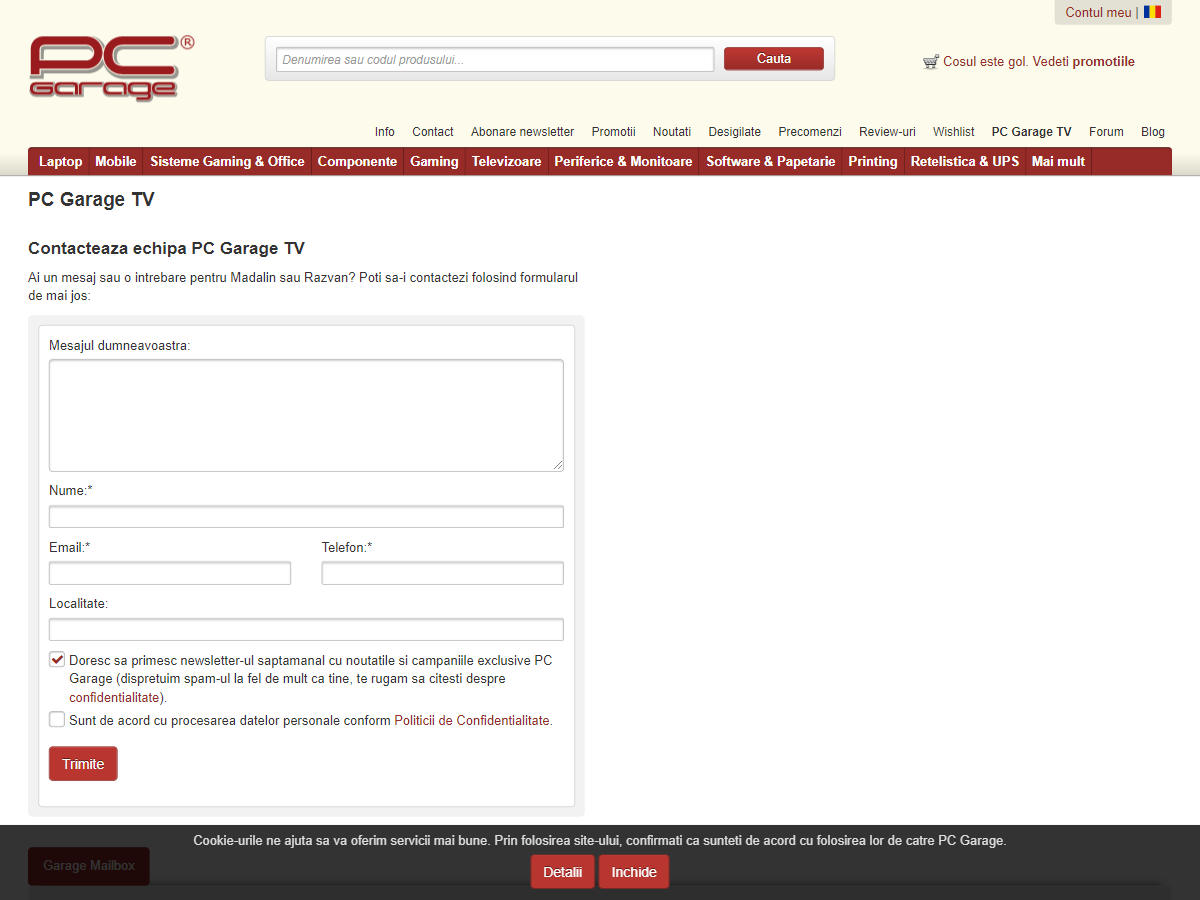 Contul meu |
PC Garage ®
Denumirea sau codul produsului...
Cauta
Cosul este gol. Vedeti promotiile
Info Contact Abonare newsletter Promotii Noutati Desigilate Precomenzi Review-uri Wishlist PC Garage TV Forum Blog
Laptop Mobile Sisteme Gaming & Office Componente Gaming Televizoare Periferice & Monitoare Software & Papetarie Printing Retelistica & UPS Mai mult
PC Garage TV
Contacteaza echipa PC Garage TV
Ai un mesaj sau o intrebare pentru Madalin sau Razvan? Poti sa-i contactezi folosind formularul
de mai jos:
Mesajul dumneavoastra:
Nume:*
Email:* Telefon:*
Localitate:
Doresc sa primesc newsletter-ul saptamanal cu noutatile si campaniile exclusive PC
Garage (dispretuim spam-ul la fel de mult ca tine, te rugam sa citesti despre
confidentialitate).
Sunt de acord cu procesarea datelor personale conform Politicii de Confidentialitate.
Trimite
Cookie-urile ne ajuta sa va oferim servicii mai bune. Prin folosirea site-ului, confirmati ca sunteti de acord cu folosirea lor de catre PC Garage.
Garage Mailbox
Detalii Inchide